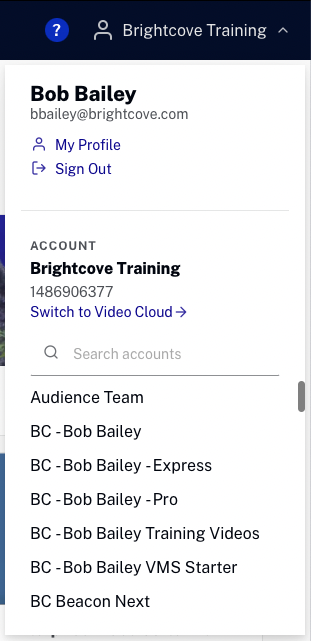 ?
Brightcove Training
Bob Bailey
bbailey@brightcove.com
My Profile
Sign Out
ACCOUNT
Brightcove Training
1486906377
Switch to Video Cloud→
Search accounts
Audience Team
BC - Bob Bailey
BC - Bob Bailey - Express
BC - Bob Bailey - Pro
BC - Bob Bailey Training Videos
BC - Bob Bailey VMS Starter
BC Beacon Next